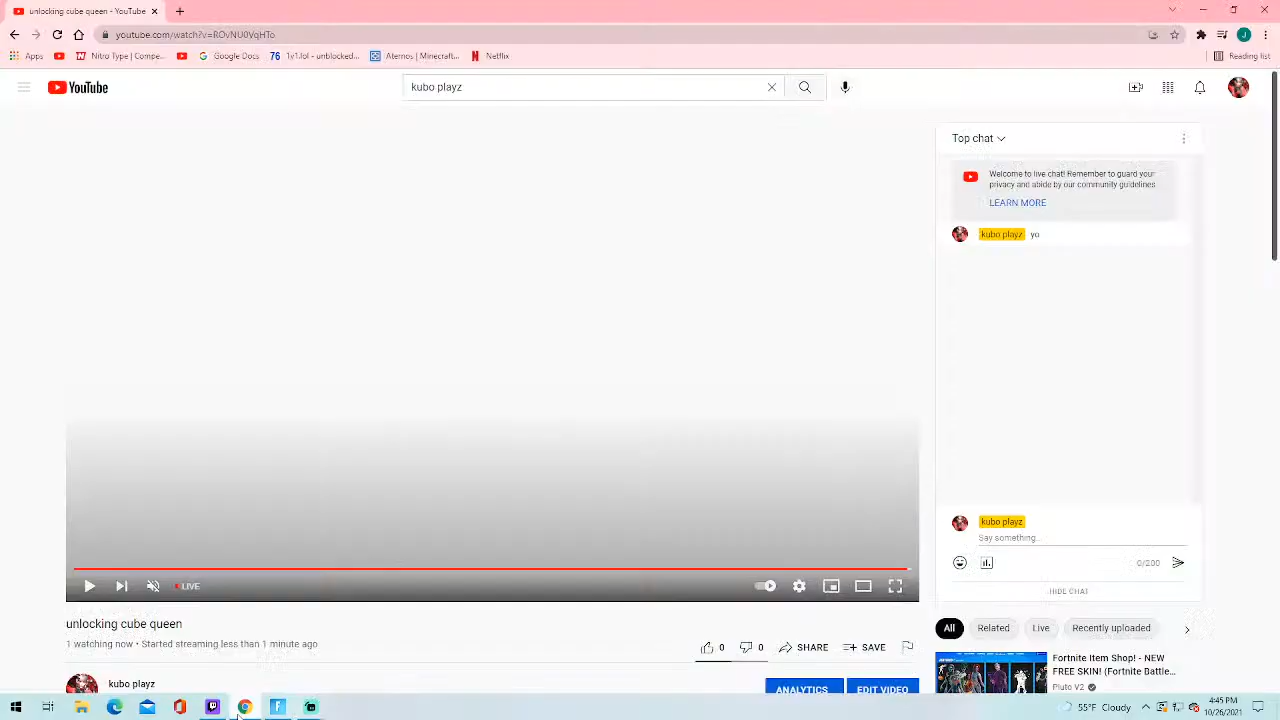 unlocking cube queen - YouTube
youtube.com/watch?v=ROvNU0YqHTo
Apps
Nitro Type | Compe...
Google Docs
76 1v1.lol - unblocked...
Aternos | Minecraft...
Netflix
Reading list
YouTube
kubo playz
Top chat
Welcome to live chat! Remember to guard your
privacy and abide by our community guidelines.
LEARN MORE
kubo playz yo
kubo playz
Say something...
0/200
HIDE CHAT
LIVE
unlocking cube queen
1 watching now • Started streaming less than 1 minute ago
0 0 SHARE SAVE
kubo playz
ANALYTICS EDIT VIDEO
All Related Live Recently uploaded
Fortnite Item Shop! - NEW
FREE SKIN! (Fortnite Battle...
Pluto V2
55°F Cloudy
4:45 PM
10/26/2021